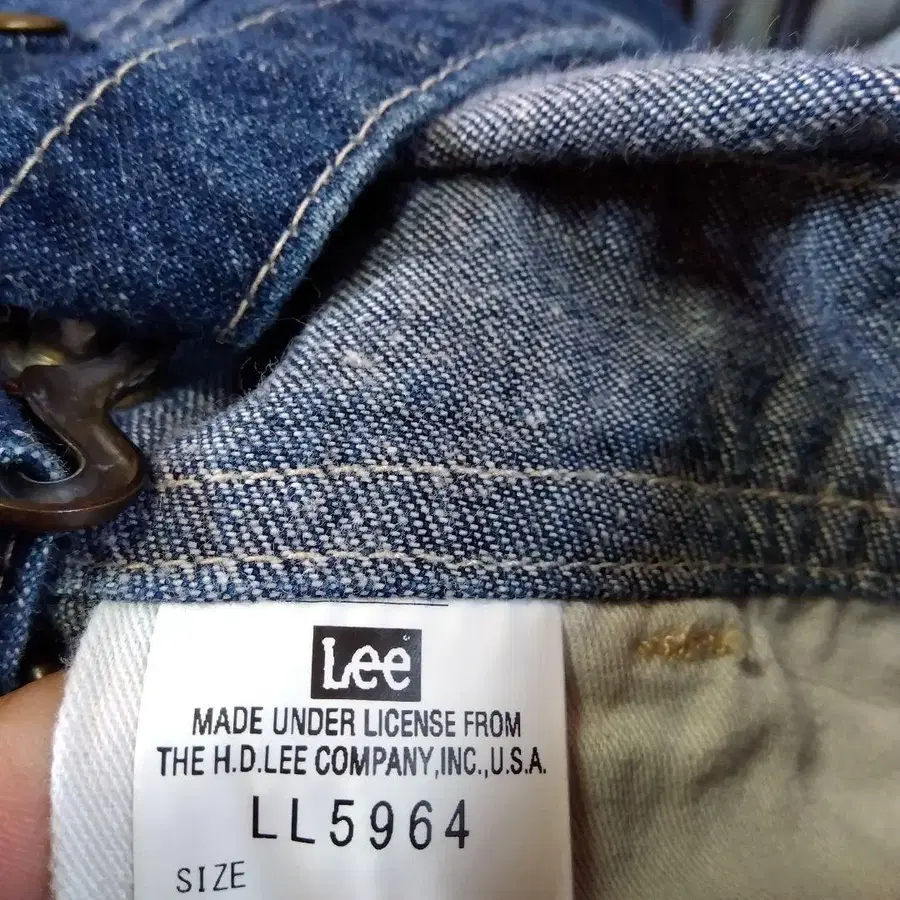 Lee
MADE UNDER LICENSE FROM
THE H.D.LEE COMPANY,INC.,U.S.A.
LL5964
SIZE